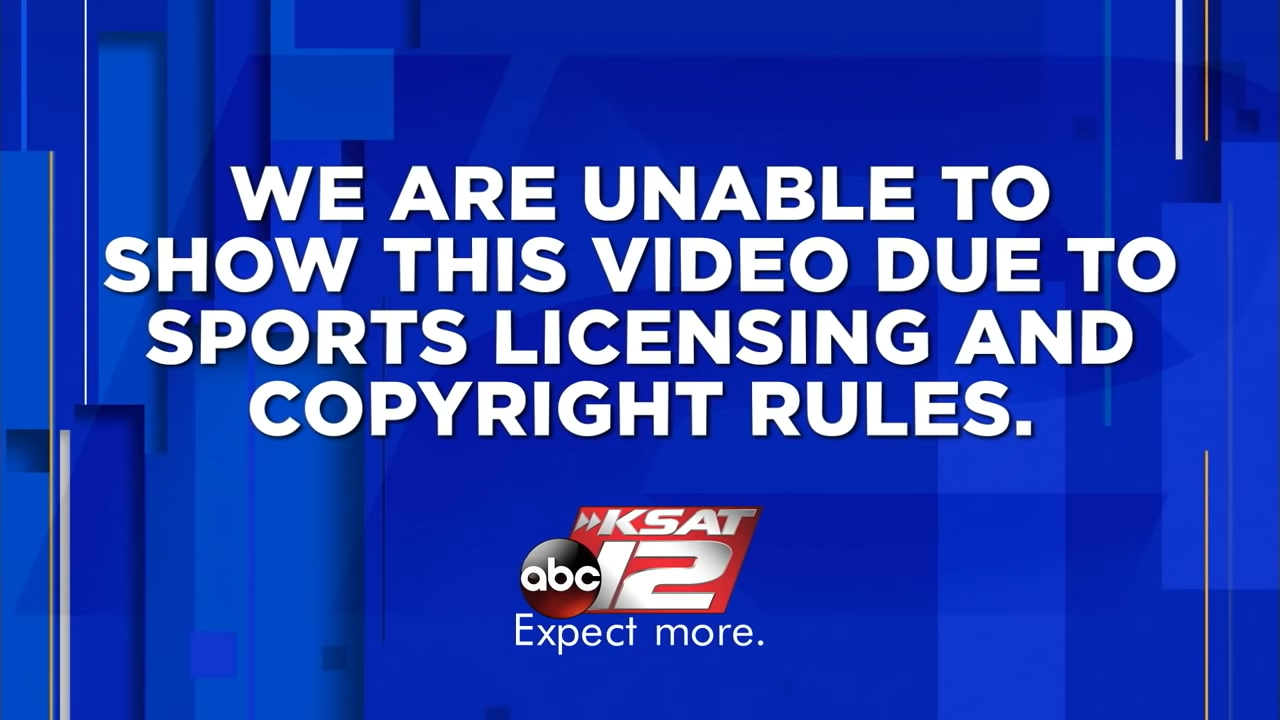 WE ARE UNABLE TO
SHOW THIS VIDEO DUE TO
SPORTS LICENSING AND
COPYRIGHT RULES.
KSAT
abc 12
Expect more.